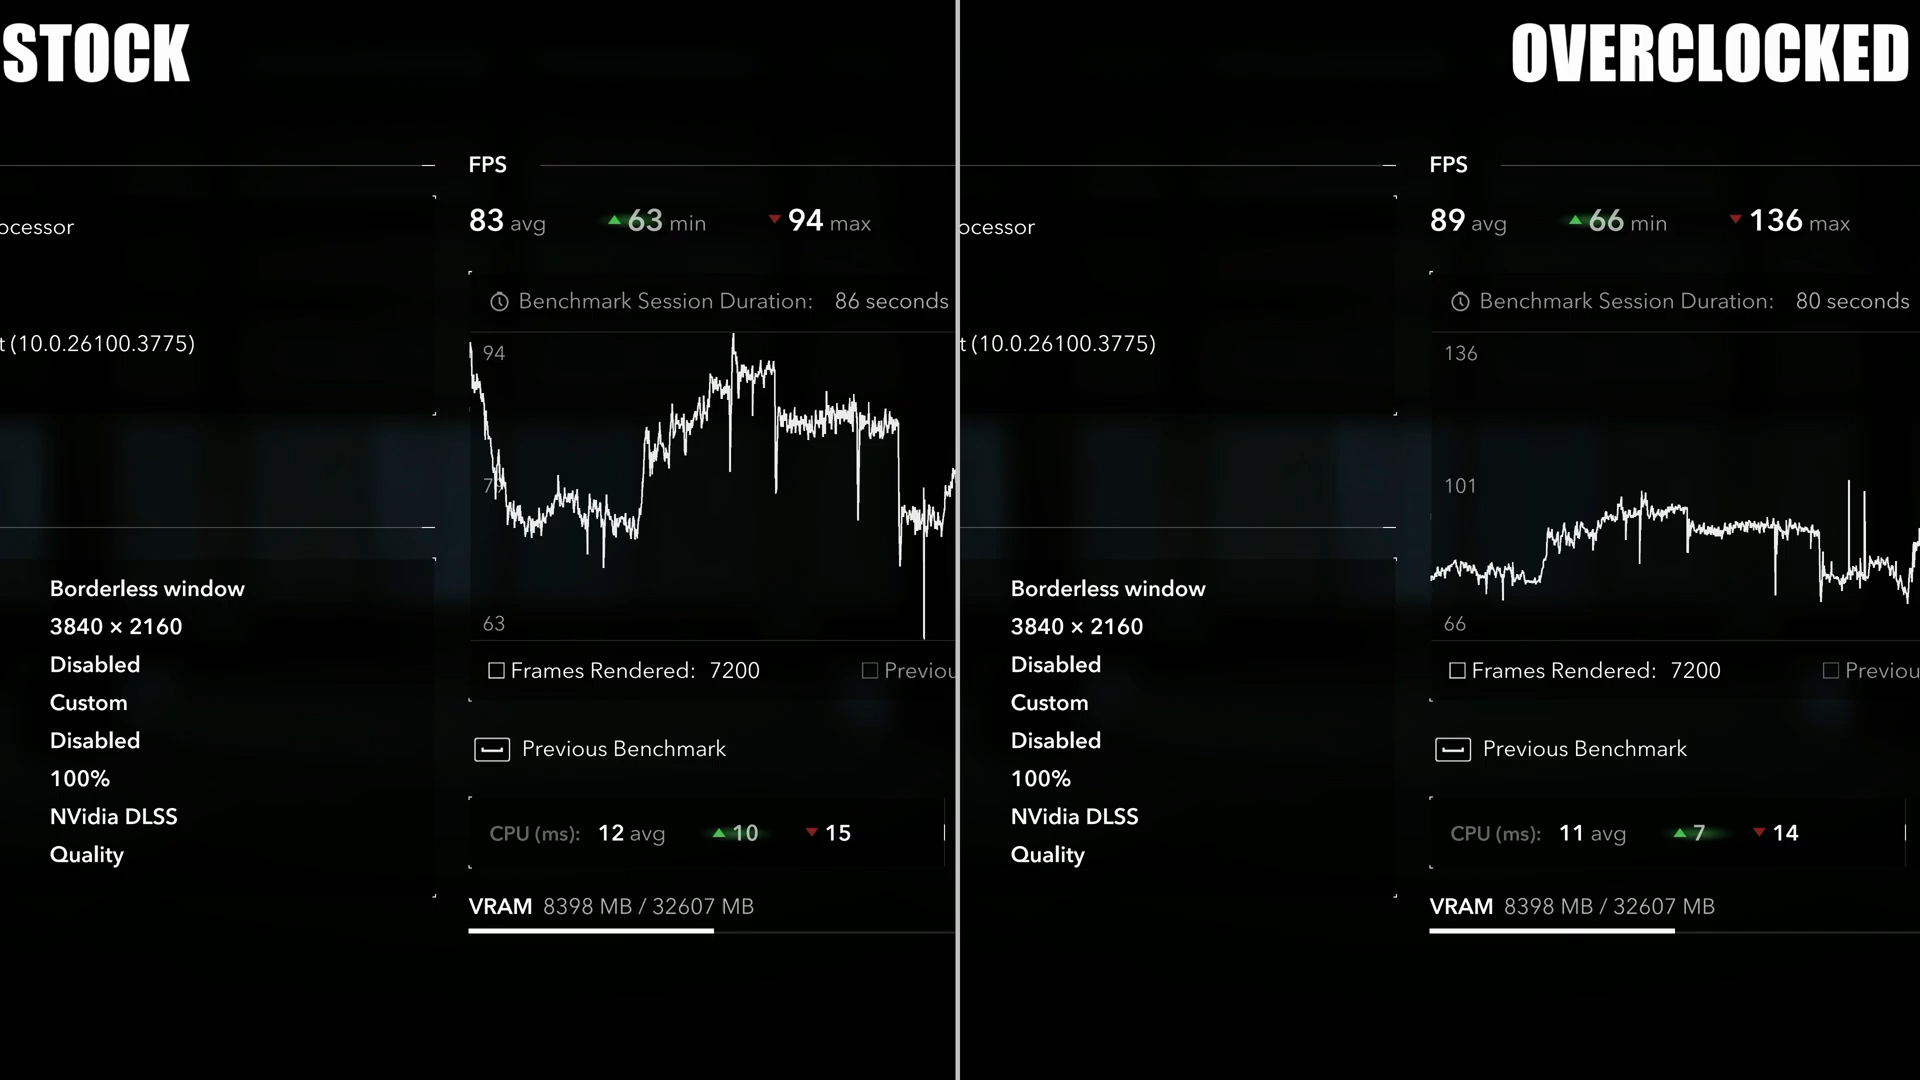 STOCK
FPS
83 avg 63 min 94 max
ocessor
Benchmark Session Duration: 86 seconds
t (10.0.26100.3775)
94
63
Borderless window
3840 × 2160
Disabled
Custom
Disabled
100%
NVidia DLSS
Quality
Frames Rendered: 7200 Previou
Previous Benchmark
CPU (ms): 12 avg 10 15
VRAM 8398 MB / 32607 MB
OVERCLOCKED
FPS
89 avg 66 min 136 max
ocessor
Benchmark Session Duration: 80 seconds
t (10.0.26100.3775)
136
101
66
Borderless window
3840 × 2160
Disabled
Custom
Disabled
100%
NVidia DLSS
Quality
Frames Rendered: 7200 Previou
Previous Benchmark
CPU (ms): 11 avg 7 14
VRAM 8398 MB / 32607 MB